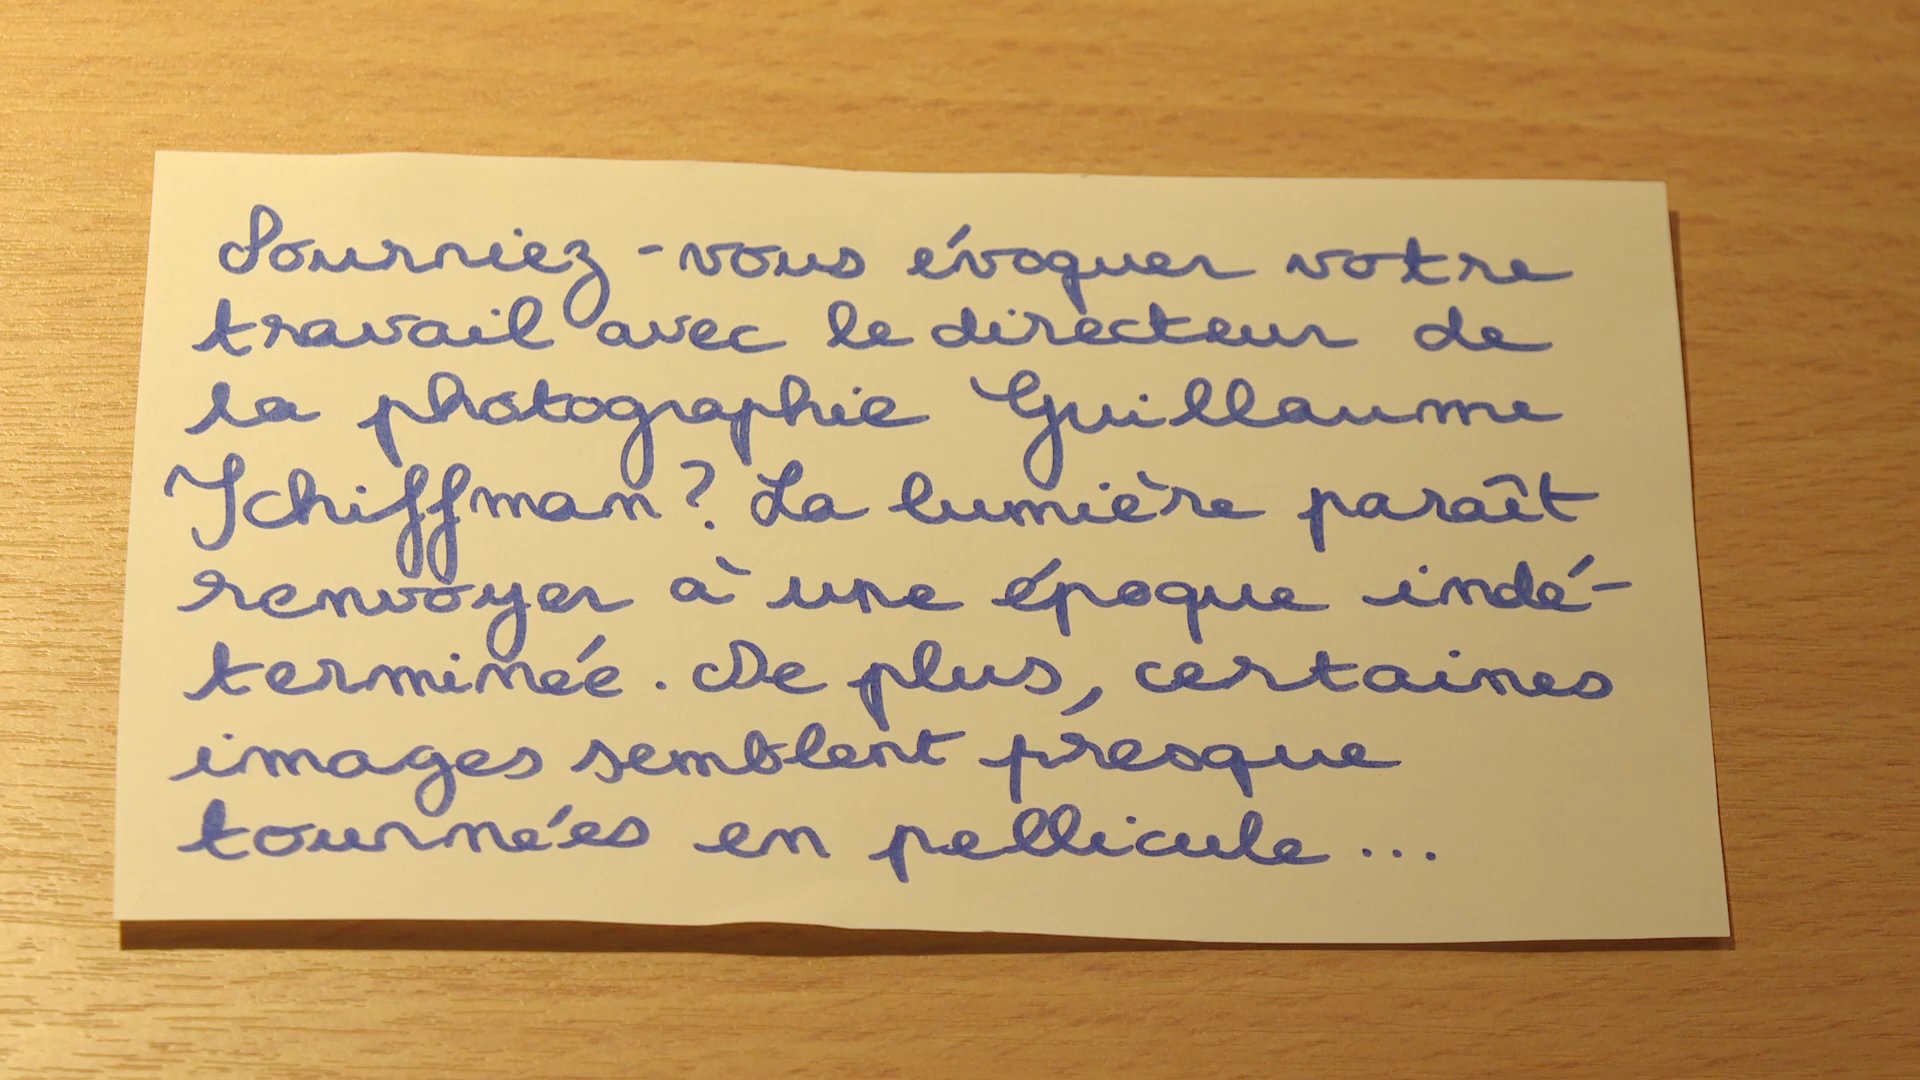 Pourriez-vous évoquer votre
travail avec le directeur de
la photographie Guillaume
Schiffman? La lumière paraît
renvoyer à une époque indé-
terminée. De plus, certaines
images semblent presque
tournées en pellicule...